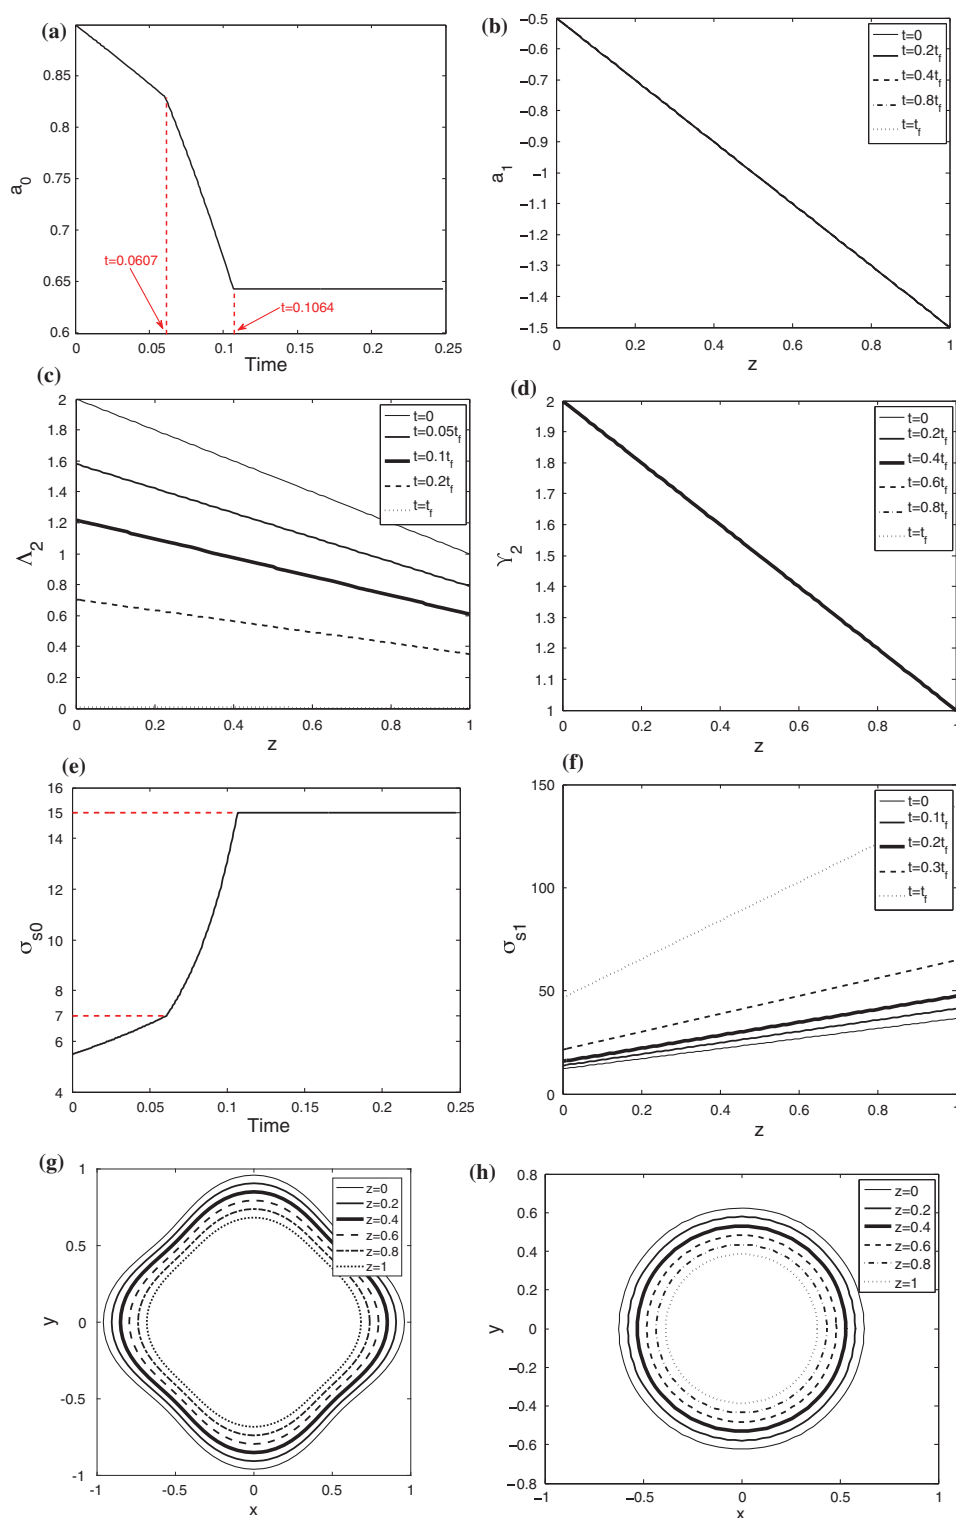 (a)
0.85
0.8
0.75
0.7
0.65
0.6
a0
t=0.0607
t=0.1064
0 0.05 0.1 0.15 0.2 0.25
Time
(b)
−0.5
−0.6
−0.7
−0.8
−0.9
−1
−1.1
−1.2
−1.3
−1.4
−1.5
a1
t=0
t=0.2tf
t=0.4tf
t=0.8tf
t=tf
0 0.2 0.4 0.6 0.8 1
z
(c)
2
1.8
1.6
1.4
1.2
1
0.8
0.6
0.4
0.2
0
Λ2
t=0
t=0.05tf
t=0.1tf
t=0.2tf
t=tf
0 0.2 0.4 0.6 0.8 1
z
(d)
2
1.9
1.8
1.7
1.6
1.5
1.4
1.3
1.2
1.1
1
ϒ2
t=0
t=0.2tf
t=0.4tf
t=0.6tf
t=0.8tf
t=tf
0 0.2 0.4 0.6 0.8 1
z
(e)
16
15
14
12
10
8
7
6
4
σs0
0 0.05 0.1 0.15 0.2 0.25
Time
(f)
150
100
50
0
σs1
t=0
t=0.1tf
t=0.2tf
t=0.3tf
t=tf
0 0.2 0.4 0.6 0.8 1
z
(g)
1
0.5
0
-0.5
-1
y
z=0
z=0.2
z=0.4
z=0.6
z=0.8
z=1
-1 -0.5 0 0.5 1
x
(h)
0.8
0.6
0.4
0.2
0
−0.2
−0.4
−0.6
−0.8
y
z=0
z=0.2
z=0.4
z=0.6
z=0.8
z=1
−1 −0.5 0 0.5 1
x